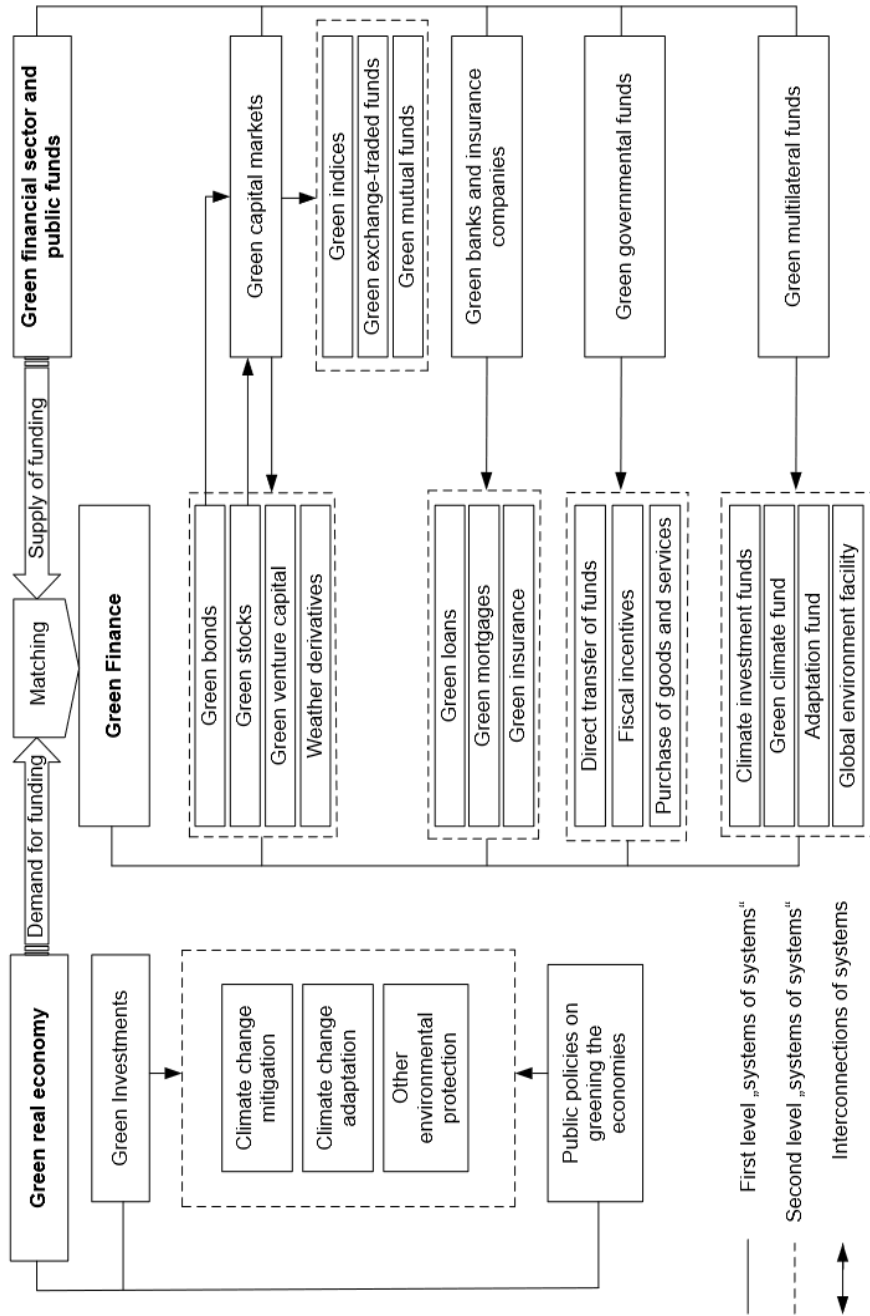 Green real economy
Demand for funding
Matching
Supply of funding
Green financial sector and
public funds
Green Investments
Climate change
mitigation
Climate change
adaptation
Other
environmental
protection
Public policies on
greening the
economies
Green Finance
Green bonds
Green stocks
Green venture capital
Weather derivatives
Green loans
Green mortgages
Green insurance
Direct transfer of funds
Fiscal incentives
Purchase of goods and services
Climate investment funds
Green climate fund
Adaptation fund
Global environment facility
Green capital markets
Green indices
Green exchange-traded funds
Green mutual funds
Green banks and insurance
companies
Green governmental funds
Green multilateral funds
First level „systems of systems“
Second level „systems of systems“
Interconnections of systems